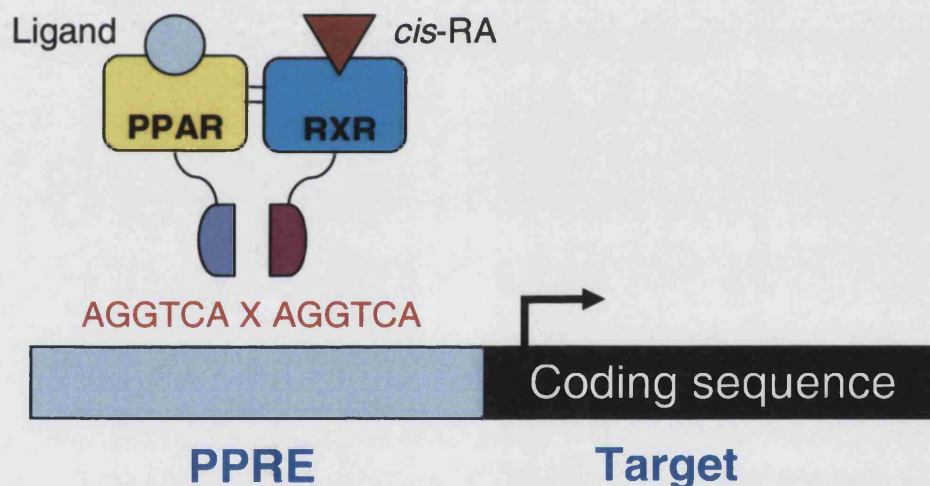 Ligand
cis-RA
PPAR
RXR
AGGTCA X AGGTCA
Coding sequence
PPRE
Target